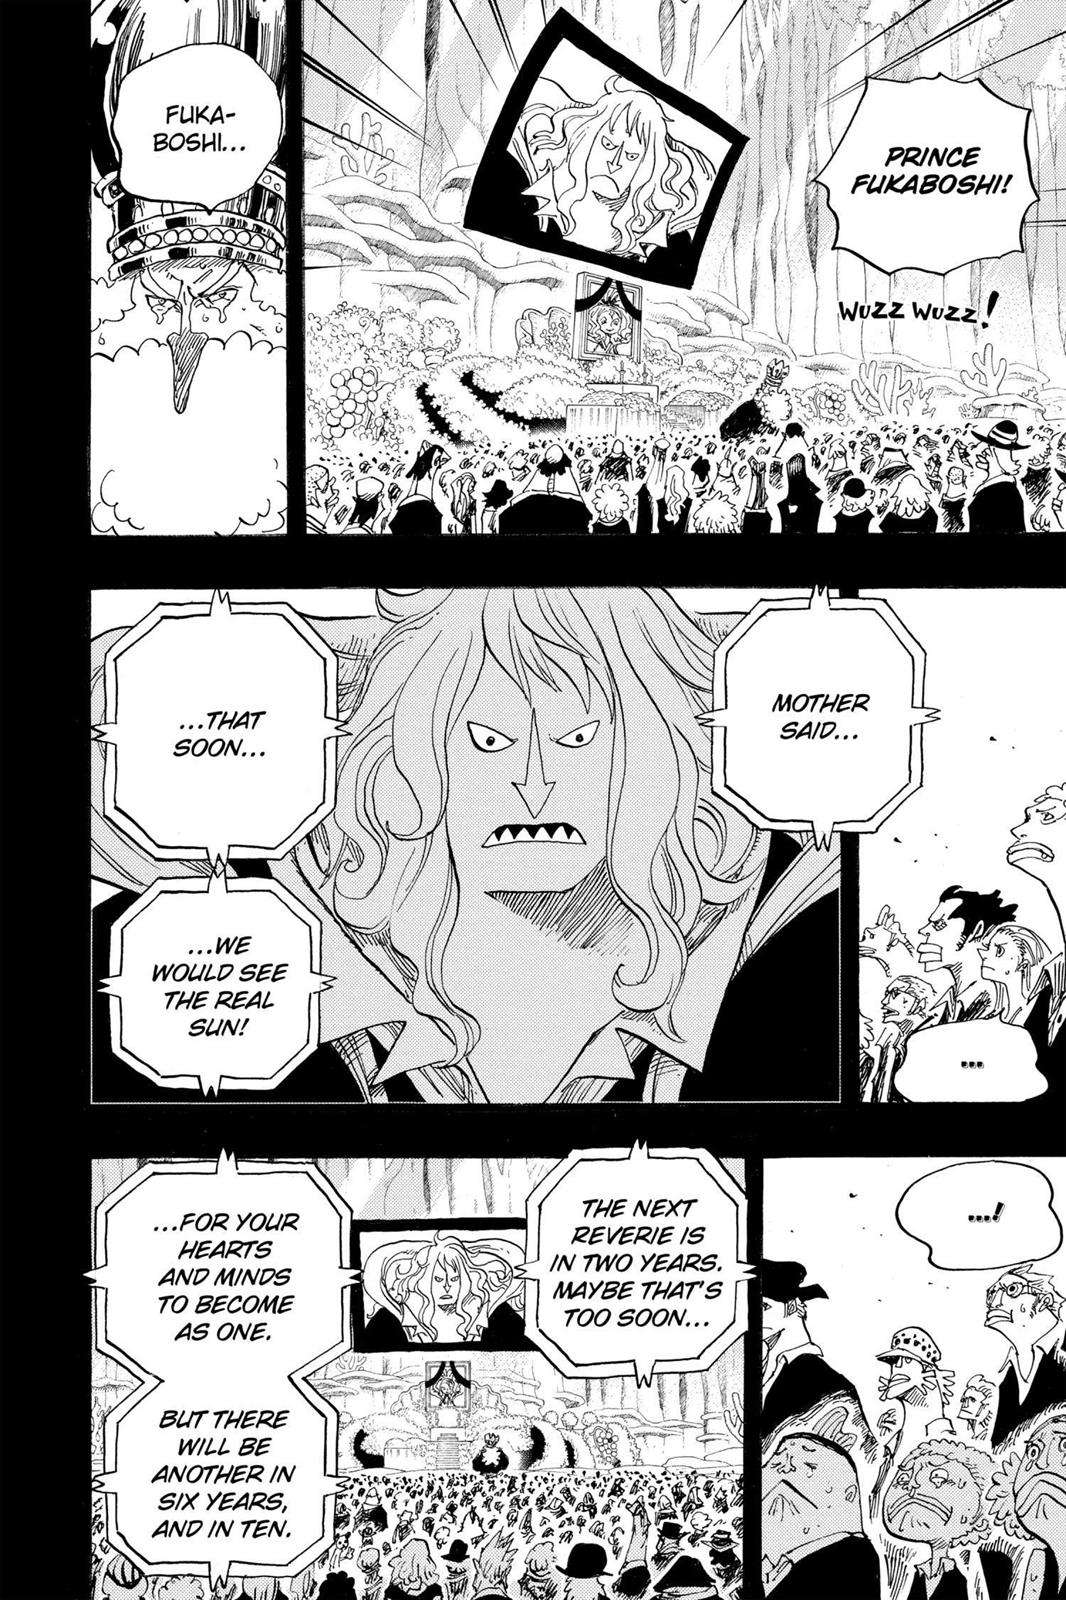 PRINCE
FUKABOSHI!
WUZZ WUZZ!
FUKA-
BOSHI...
MOTHER
SAID...
...THAT
SOON...
...WE
WOULD SEE
THE REAL
SUN!
...
...!
THE NEXT
REVERIE IS
IN TWO YEARS.
MAYBE THAT'S
TOO SOON...
...FOR YOUR
HEARTS
AND MINDS
TO BECOME
AS ONE.
BUT THERE
WILL BE
ANOTHER IN
SIX YEARS,
AND IN TEN.